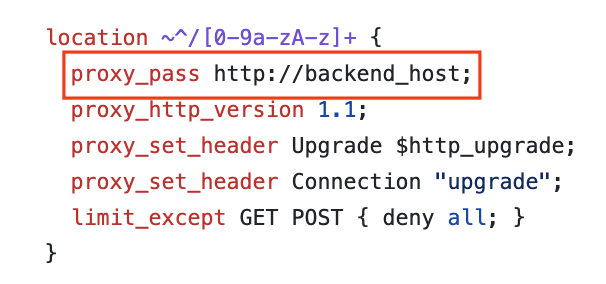 location ~^/[0-9a-zA-z]+ {
proxy_pass http://backend_host;
proxy_http_version 1.1;
proxy_set_header Upgrade $http_upgrade;
proxy_set_header Connection "upgrade";
limit_except GET POST { deny all; }
}